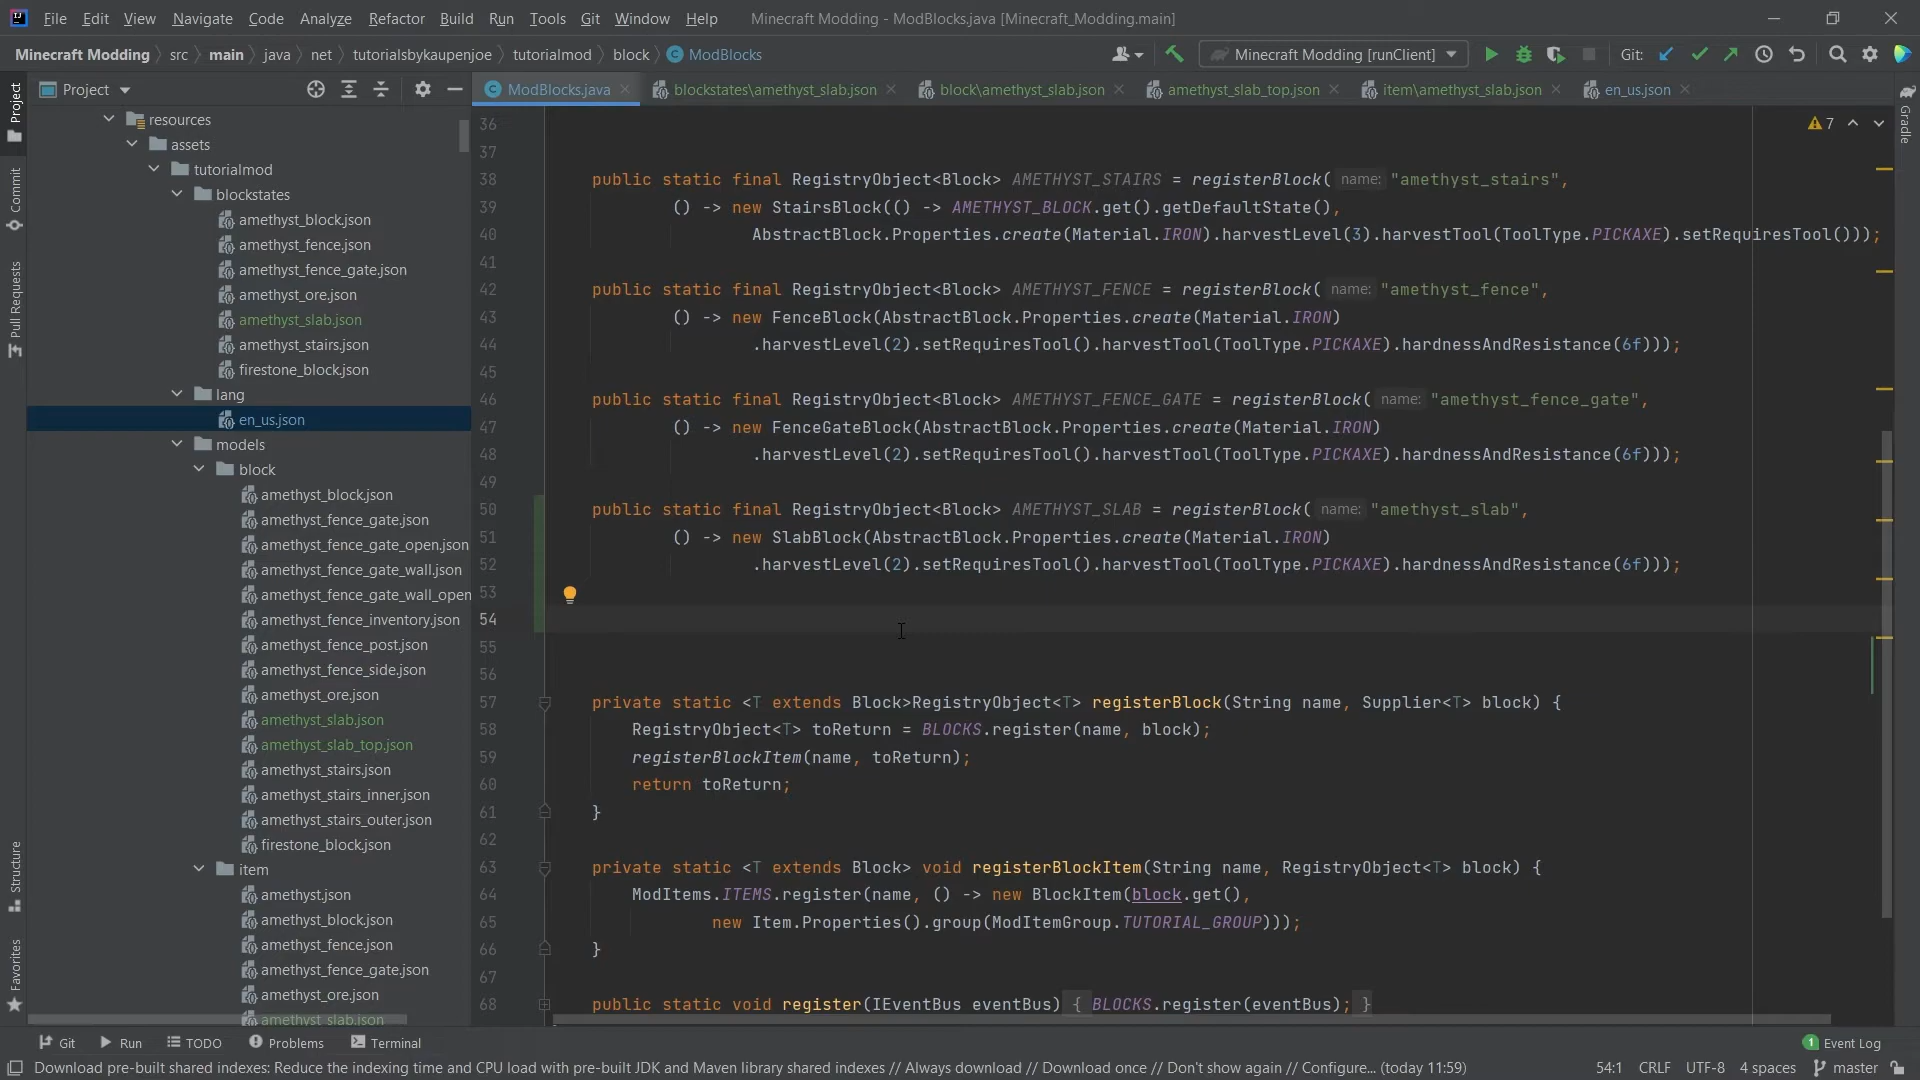 File Edit View Navigate Code Analyze Refactor Build Run Tools Git Window Help Minecraft Modding - ModBlocks.java [Minecraft_Modding.main]
Minecraft Modding src main java net tutorialsbykaupenjoe tutorialmod block ModBlocks Minecraft Modding [runClient] Git:
Project ModBlocks.java blockstates\amethyst_slab.json block\amethyst_slab.json amethyst_slab_top.json item\amethyst_slab.json en_us.json
Project
Commit
Pull Requests
Structure
Favorites
Gradle
resources
assets
tutorialmod
blockstates
amethyst_block.json
amethyst_fence.json
amethyst_fence_gate.json
amethyst_ore.json
amethyst_slab.json
amethyst_stairs.json
firestone_block.json
lang
en_us.json
models
block
amethyst_block.json
amethyst_fence_gate.json
amethyst_fence_gate_open.json
amethyst_fence_gate_wall.json
amethyst_fence_gate_wall_open
amethyst_fence_inventory.json
amethyst_fence_post.json
amethyst_fence_side.json
amethyst_ore.json
amethyst_slab.json
amethyst_slab_top.json
amethyst_stairs.json
amethyst_stairs_inner.json
amethyst_stairs_outer.json
firestone_block.json
item
amethyst.json
amethyst_block.json
amethyst_fence.json
amethyst_fence_gate.json
amethyst_ore.json
amethyst_slab.json
7
36
37
38 public static final RegistryObject<Block> AMETHYST_STAIRS = registerBlock( name: "amethyst_stairs",
39 () -> new StairsBlock(() -> AMETHYST_BLOCK.get().getDefaultState(),
40 AbstractBlock.Properties.create(Material.IRON).harvestLevel(3).harvestTool(ToolType.PICKAXE).setRequiresTool()));
41
42 public static final RegistryObject<Block> AMETHYST_FENCE = registerBlock( name: "amethyst_fence",
43 () -> new FenceBlock(AbstractBlock.Properties.create(Material.IRON)
44 .harvestLevel(2).setRequiresTool().harvestTool(ToolType.PICKAXE).hardnessAndResistance(6f)));
45
46 public static final RegistryObject<Block> AMETHYST_FENCE_GATE = registerBlock( name: "amethyst_fence_gate",
47 () -> new FenceGateBlock(AbstractBlock.Properties.create(Material.IRON)
48 .harvestLevel(2).setRequiresTool().harvestTool(ToolType.PICKAXE).hardnessAndResistance(6f)));
49
50 public static final RegistryObject<Block> AMETHYST_SLAB = registerBlock( name: "amethyst_slab",
51 () -> new SlabBlock(AbstractBlock.Properties.create(Material.IRON)
52 .harvestLevel(2).setRequiresTool().harvestTool(ToolType.PICKAXE).hardnessAndResistance(6f)));
53
54
55
56
57 private static <T extends Block>RegistryObject<T> registerBlock(String name, Supplier<T> block) {
58 RegistryObject<T> toReturn = BLOCKS.register(name, block);
59 registerBlockItem(name, toReturn);
60 return toReturn;
61 }
62
63 private static <T extends Block> void registerBlockItem(String name, RegistryObject<T> block) {
64 ModItems.ITEMS.register(name, () -> new BlockItem(block.get(),
65 new Item.Properties().group(ModItemGroup.TUTORIAL_GROUP)));
66 }
67
68 public static void register(IEventBus eventBus) { BLOCKS.register(eventBus); }
Git Run TODO Problems Terminal 1 Event Log
Download pre-built shared indexes: Reduce the indexing time and CPU load with pre-built JDK and Maven library shared indexes // Always download // Download once // Don't show again // Configure... (today 11:59) 54:1 CRLF UTF-8 4 spaces master